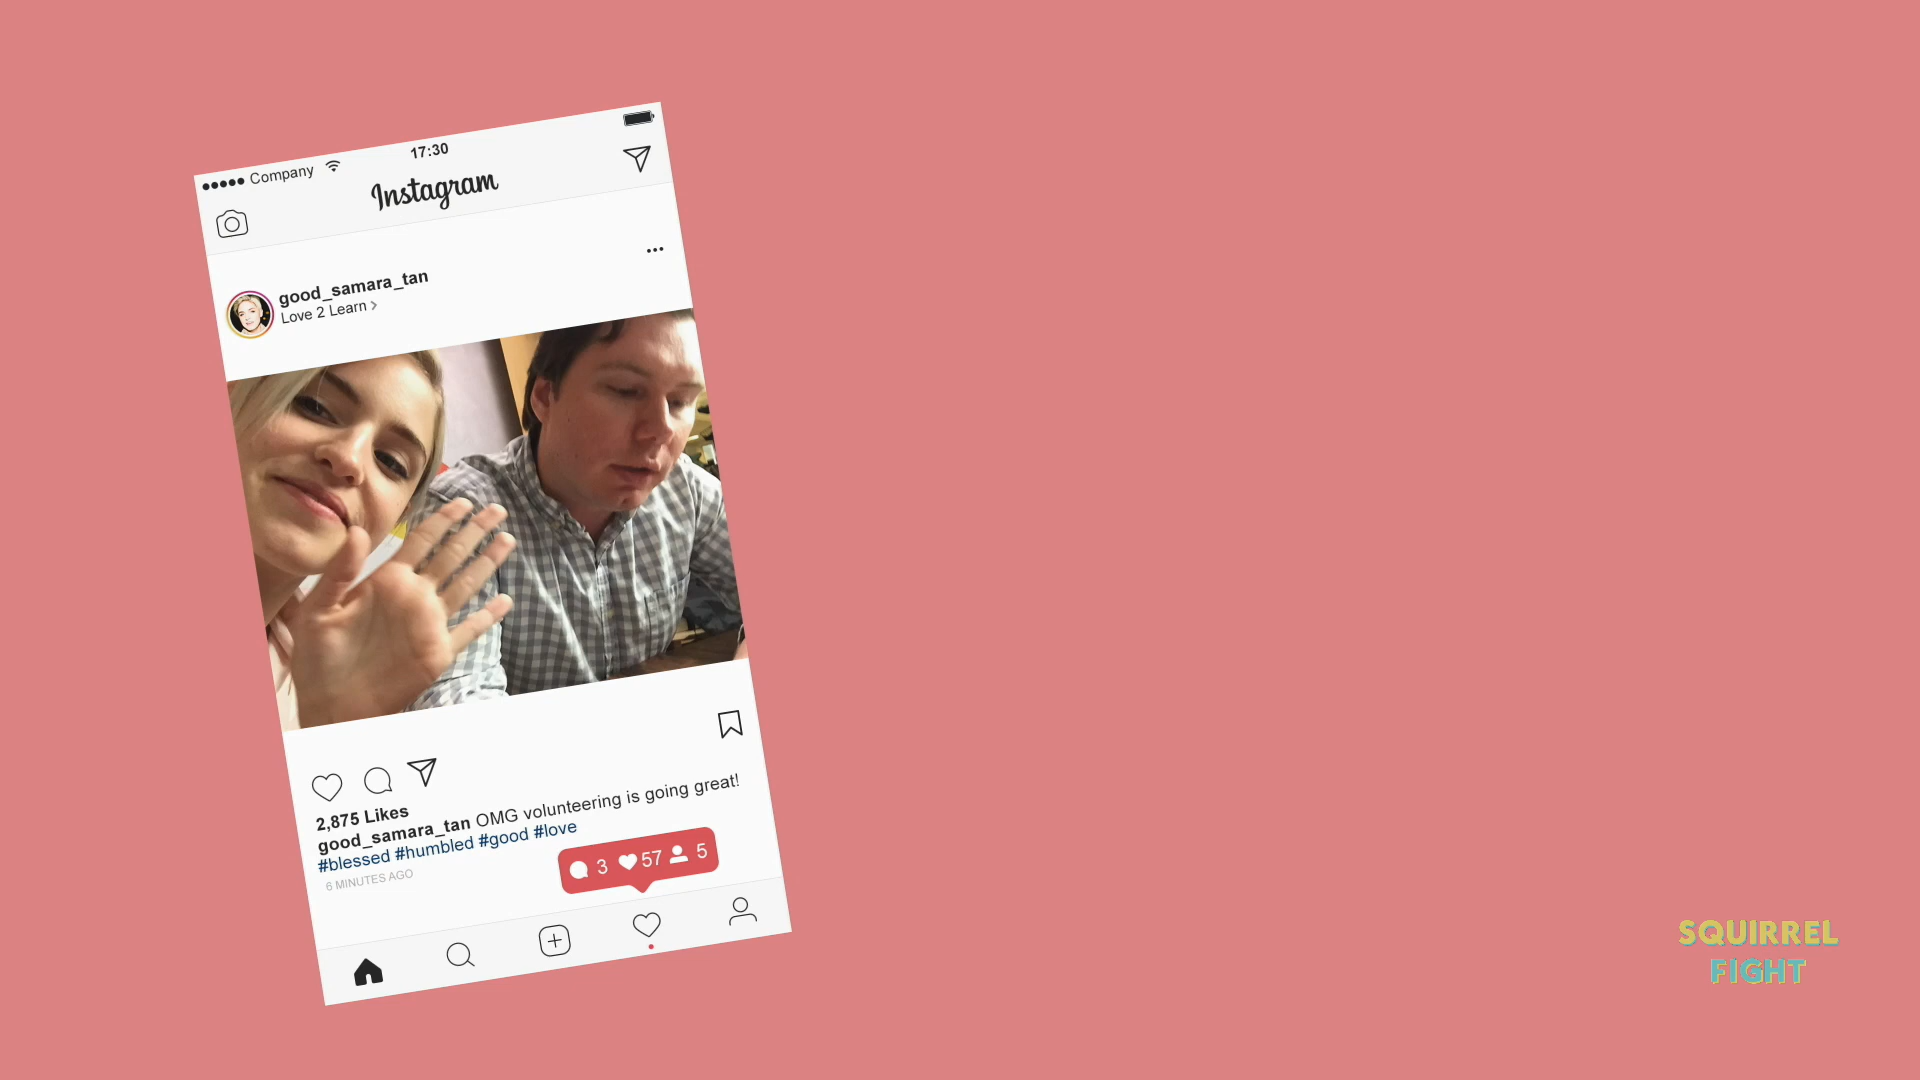 Company 17:30
Instagram
good_samara_tan
Love 2 Learn
2,875 Likes
good_samara_tan OMG volunteering is going great!
#blessed #humbled #good #love
6 MINUTES AGO
3 57 5
SQUIRREL
FIGHT